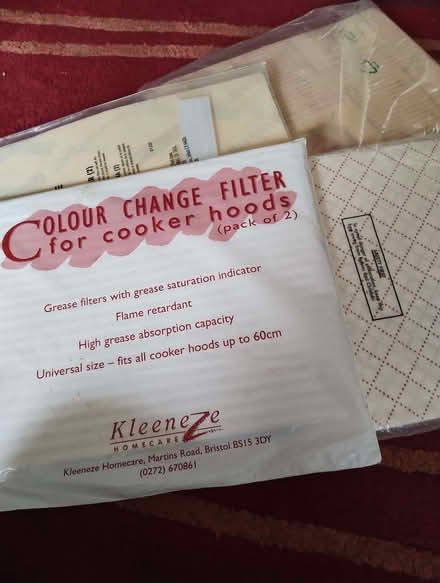 COLOUR CHANGE FILTER
for cooker hoods
(pack of 2)
Grease filters with grease saturation indicator
Flame retardant
High grease absorption capacity
Universal size – fits all cooker hoods up to 60cm
Kleeneze
HOMECARE
Kleeneze Homecare, Martins Road, Bristol BS15 3DY
(0272) 670861